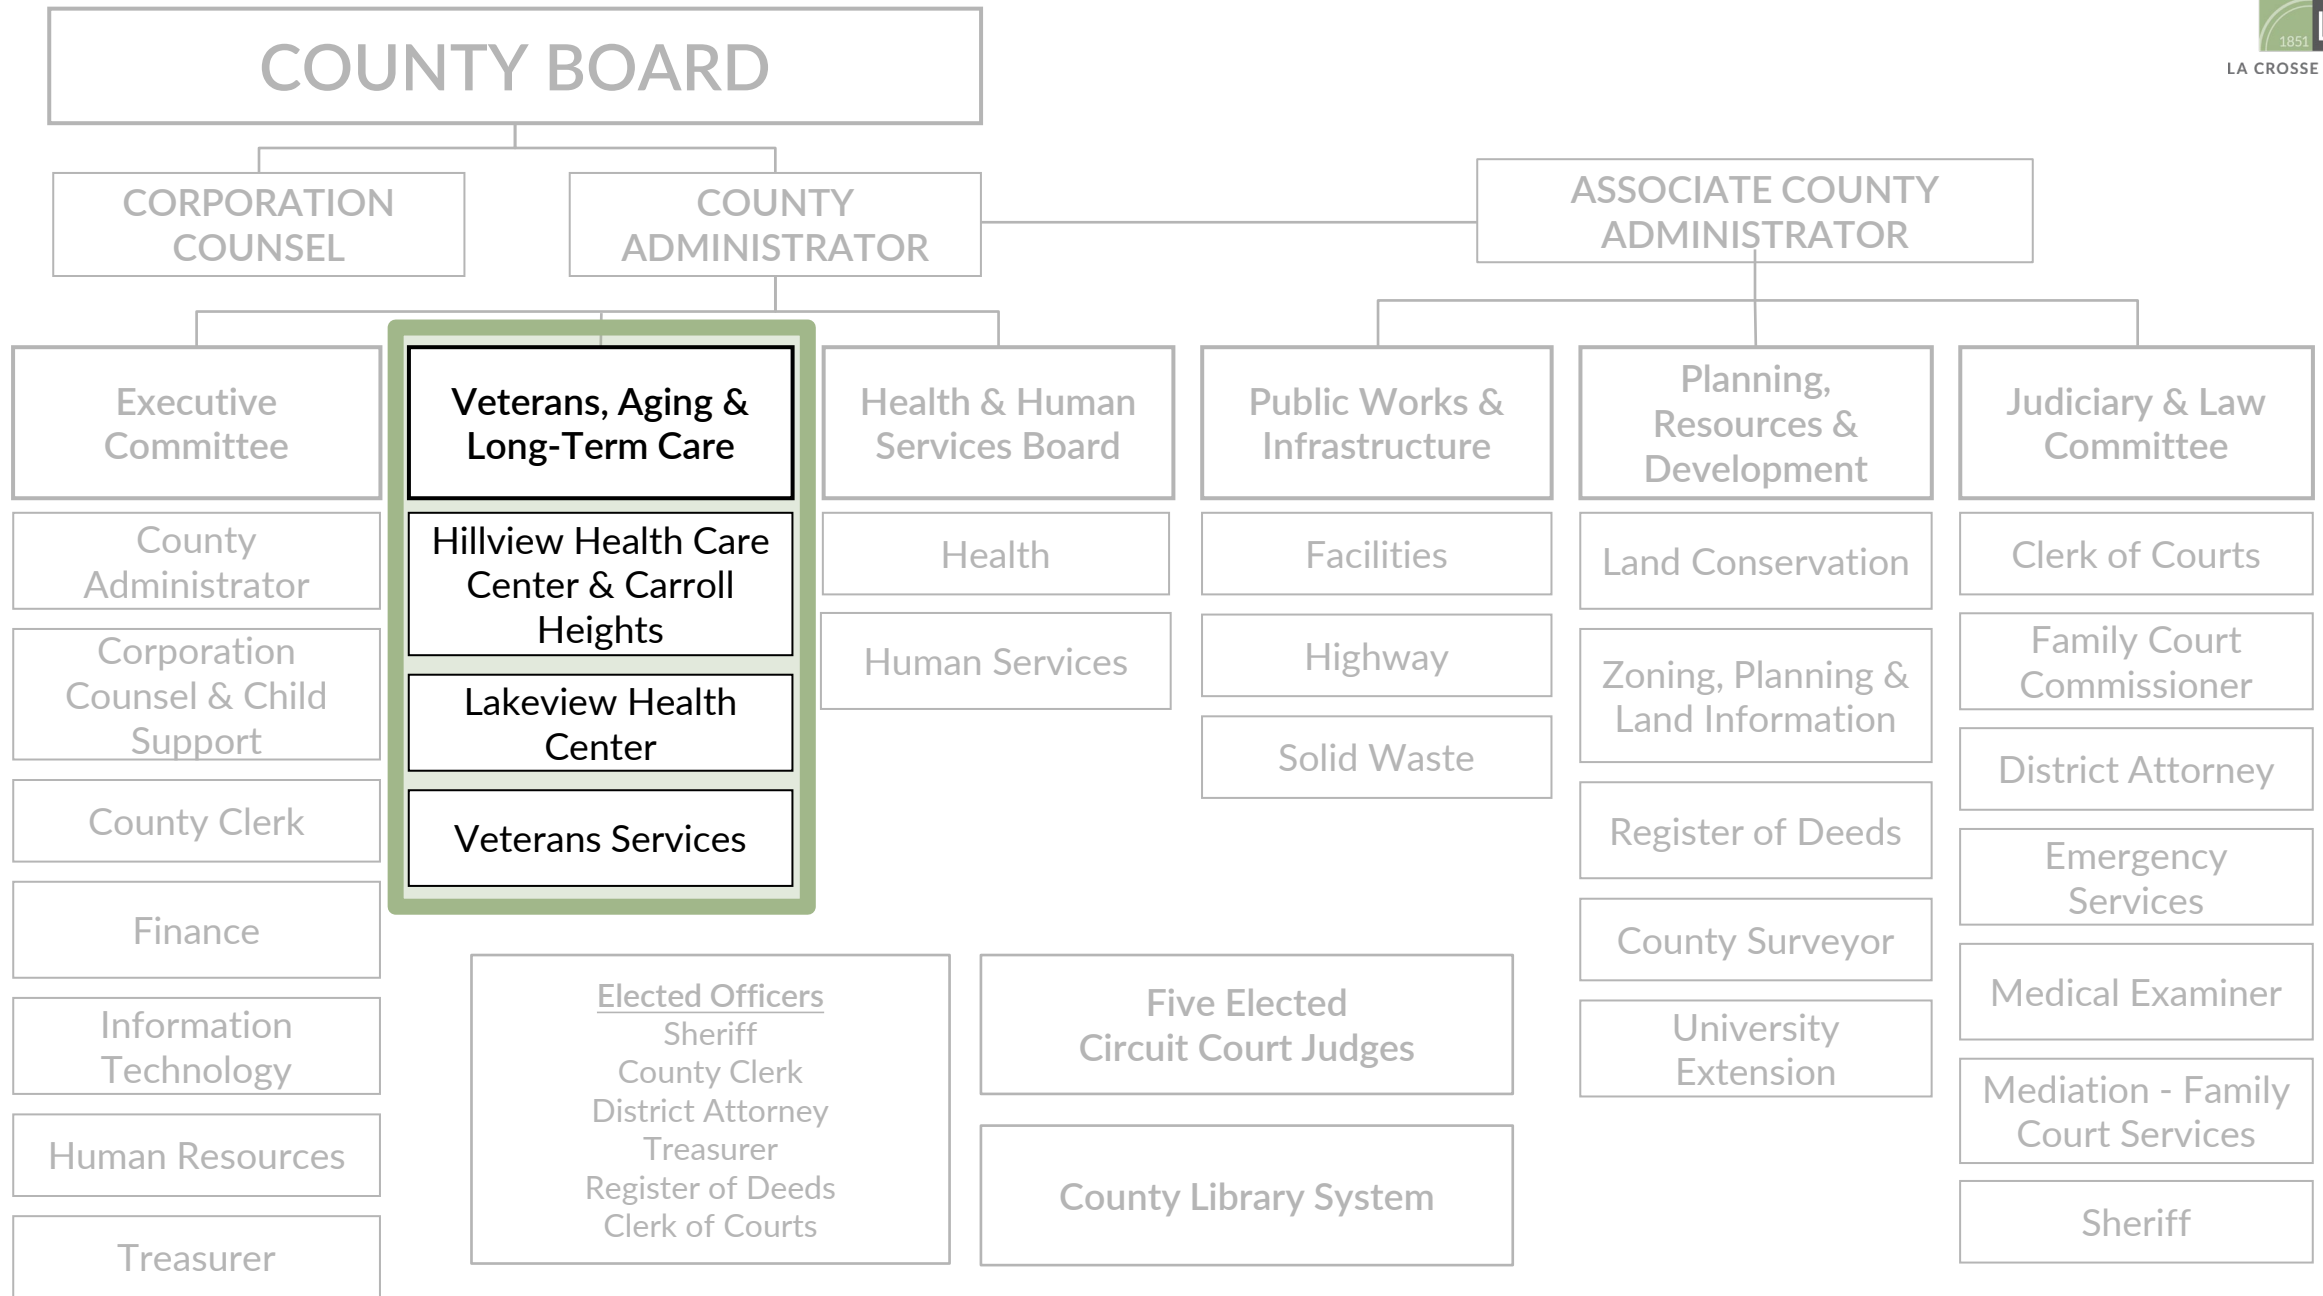 COUNTY BOARD
1851
LA CROSSE
CORPORATION
COUNSEL
COUNTY
ADMINISTRATOR
ASSOCIATE COUNTY
ADMINISTRATOR
Executive
Committee
County
Administrator
Corporation
Counsel & Child
Support
County Clerk
Finance
Information
Technology
Human Resources
Treasurer
Veterans, Aging &
Long-Term Care
Hillview Health Care
Center & Carroll
Heights
Lakeview Health
Center
Veterans Services
Health & Human
Services Board
Health
Human Services
Public Works &
Infrastructure
Facilities
Highway
Solid Waste
Planning,
Resources &
Development
Land Conservation
Zoning, Planning &
Land Information
Register of Deeds
County Surveyor
University
Extension
Judiciary & Law
Committee
Clerk of Courts
Family Court
Commissioner
District Attorney
Emergency
Services
Medical Examiner
Mediation - Family
Court Services
Sheriff
Elected Officers
Sheriff
County Clerk
District Attorney
Treasurer
Register of Deeds
Clerk of Courts
Five Elected
Circuit Court Judges
County Library System